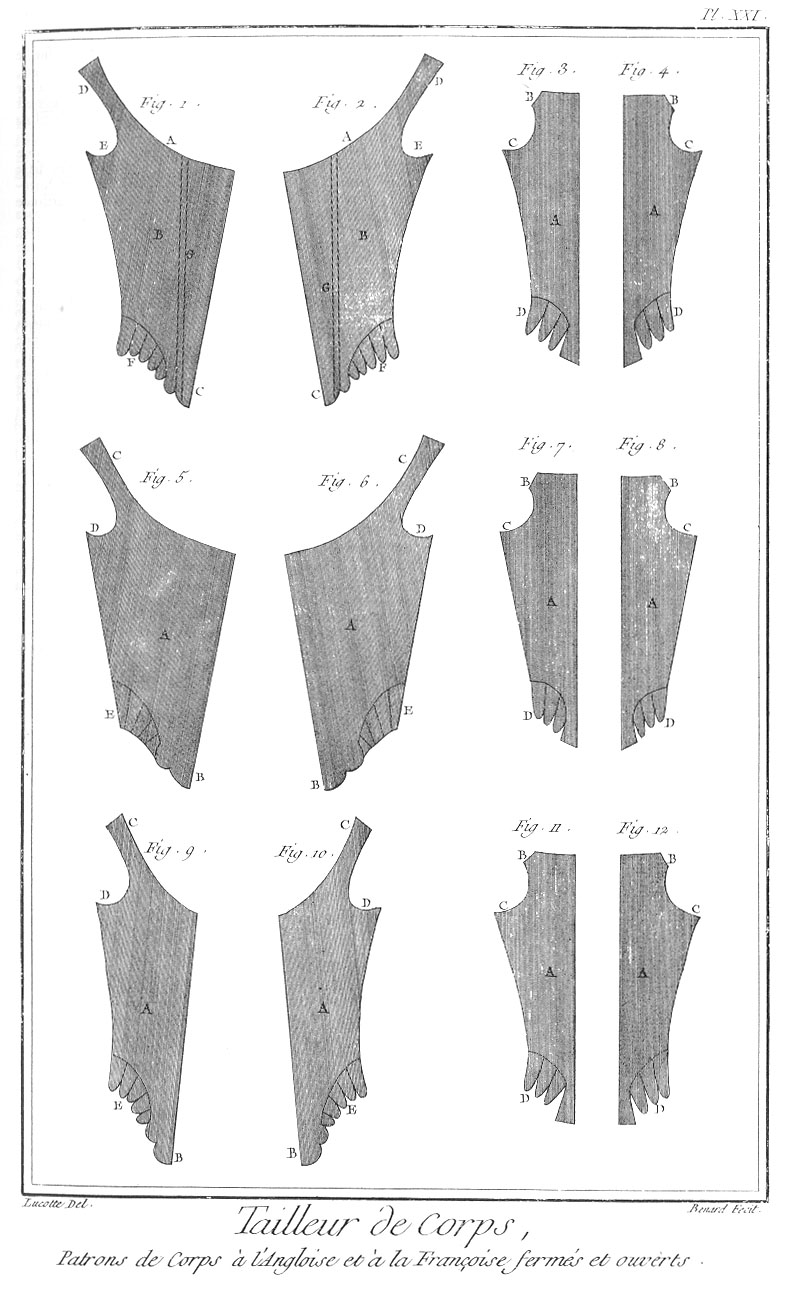 Pl. XXI.
Fig. 1. Fig. 2. Fig. 3. Fig. 4.
D D B B
A A
E E C C
B B A A
G G
D D
F F
C C
Fig. 5. Fig. 6. Fig. 7. Fig. 8.
C C B B
D D C C
A A A A
E E D D
B B
Fig. 9. Fig. 10. Fig. 11. Fig. 12.
C C B B
D D C C
A A A A
E E D D
B B
Lucotte Del. Benard Fecit.
Tailleur de Corps,
Patrons de Corps à l'Angloise et à la Françoise fermés et ouverts.